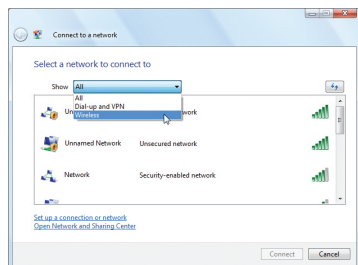 Connect to a network
Select a network to connect to
Show All
All
Dial-up and VPN
Wireless
Unnamed Network Unsecured network
Network Security-enabled network
Set up a connection or network
Open Network and Sharing Center
Connect Cancel